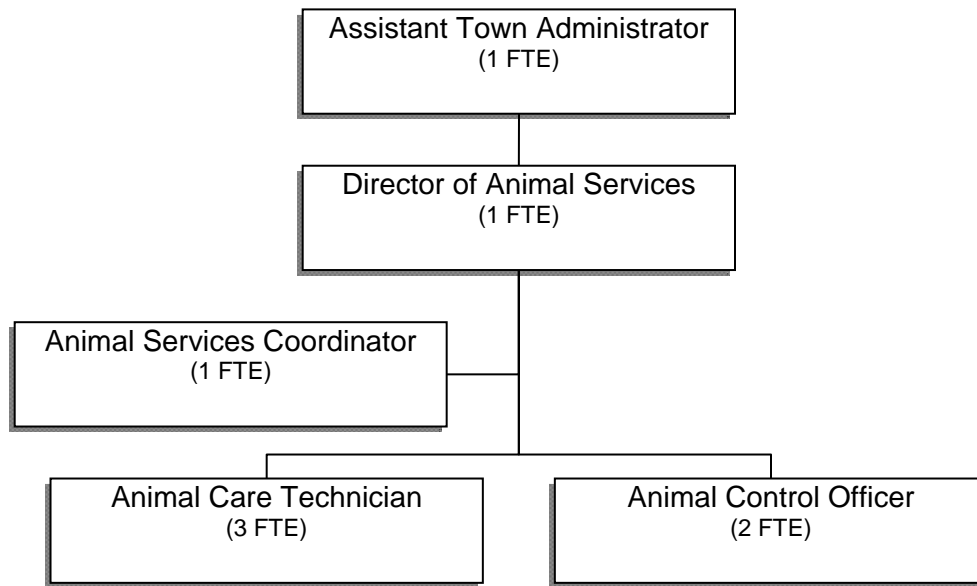 Assistant Town Administrator
(1 FTE)
Director of Animal Services
(1 FTE)
Animal Services Coordinator
(1 FTE)
Animal Care Technician
(3 FTE)
Animal Control Officer
(2 FTE)